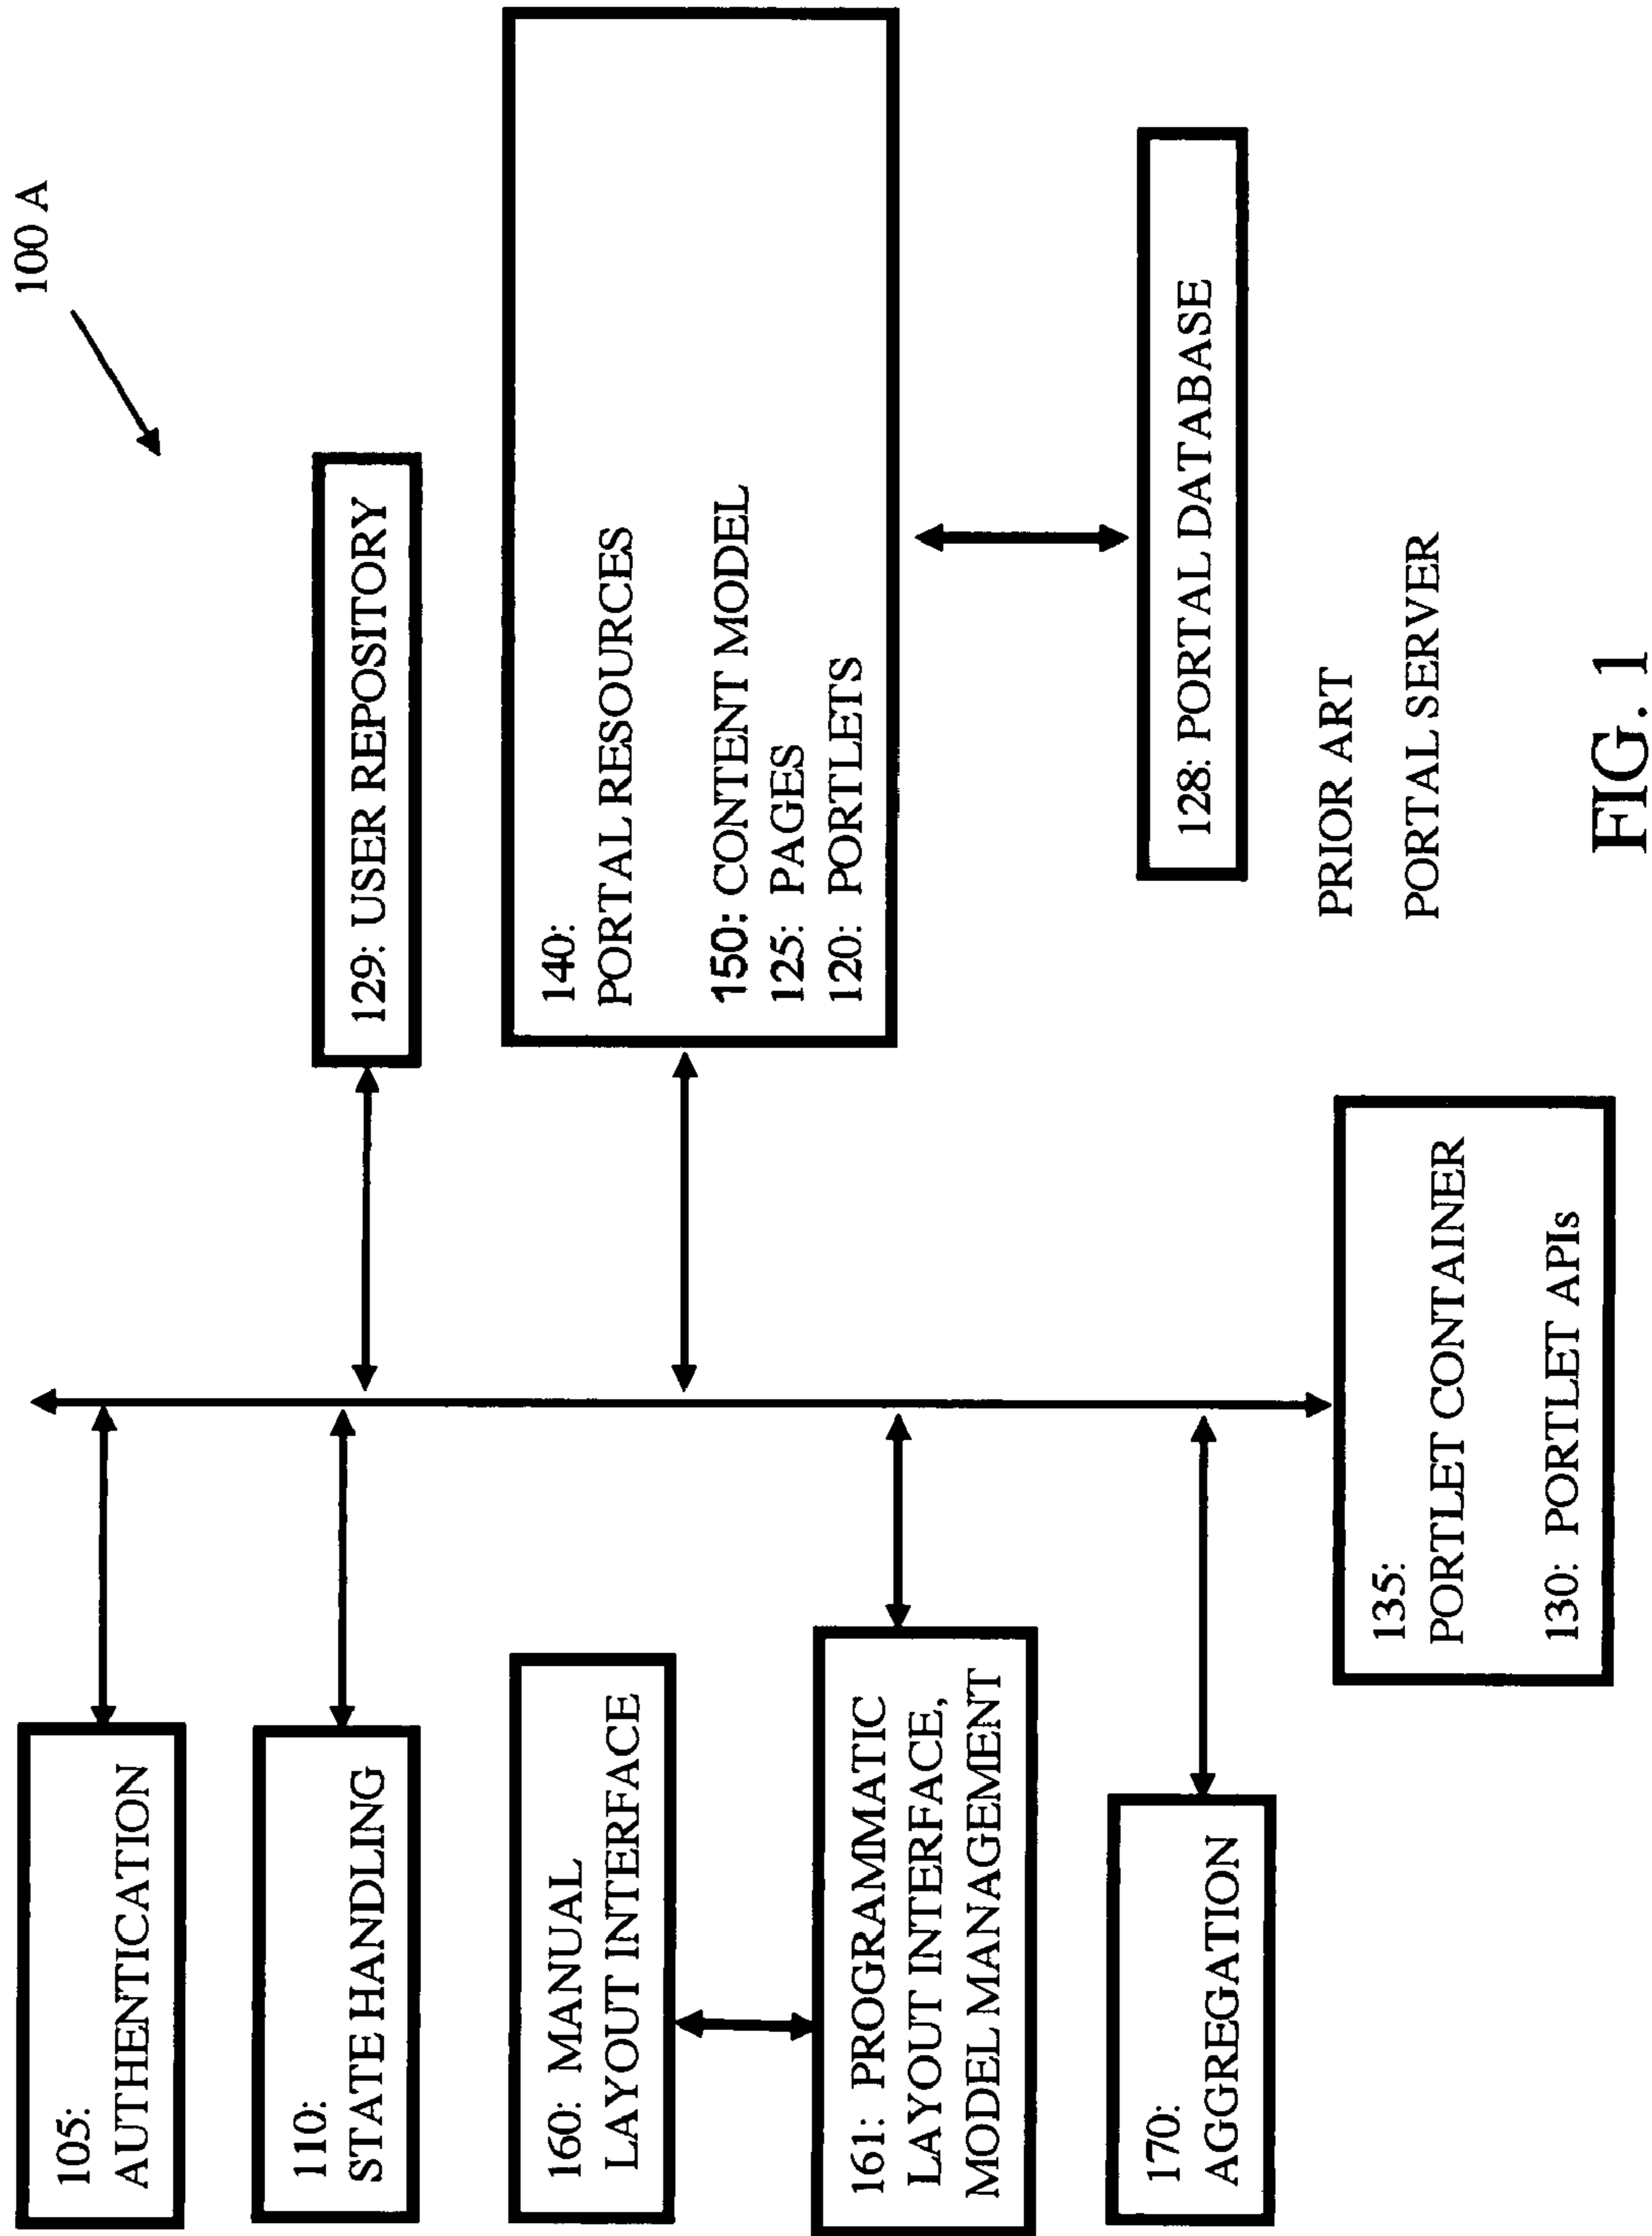 100 A
105:
AUTHENTICATION
110:
STATE HANDLING
160: MANUAL
LAYOUT INTERFACE
161: PROGRAMMATIC
LAYOUT INTERFACE,
MODEL MANAGEMENT
170:
AGGREGATION
129: USER REPOSITORY
140:
PORTAL RESOURCES
150: CONTENT MODEL
125: PAGES
120: PORTLETS
128: PORTAL DATABASE
135:
PORTLET CONTAINER
130: PORTLET APIs
PRIOR ART
PORTAL SERVER
FIG. 1